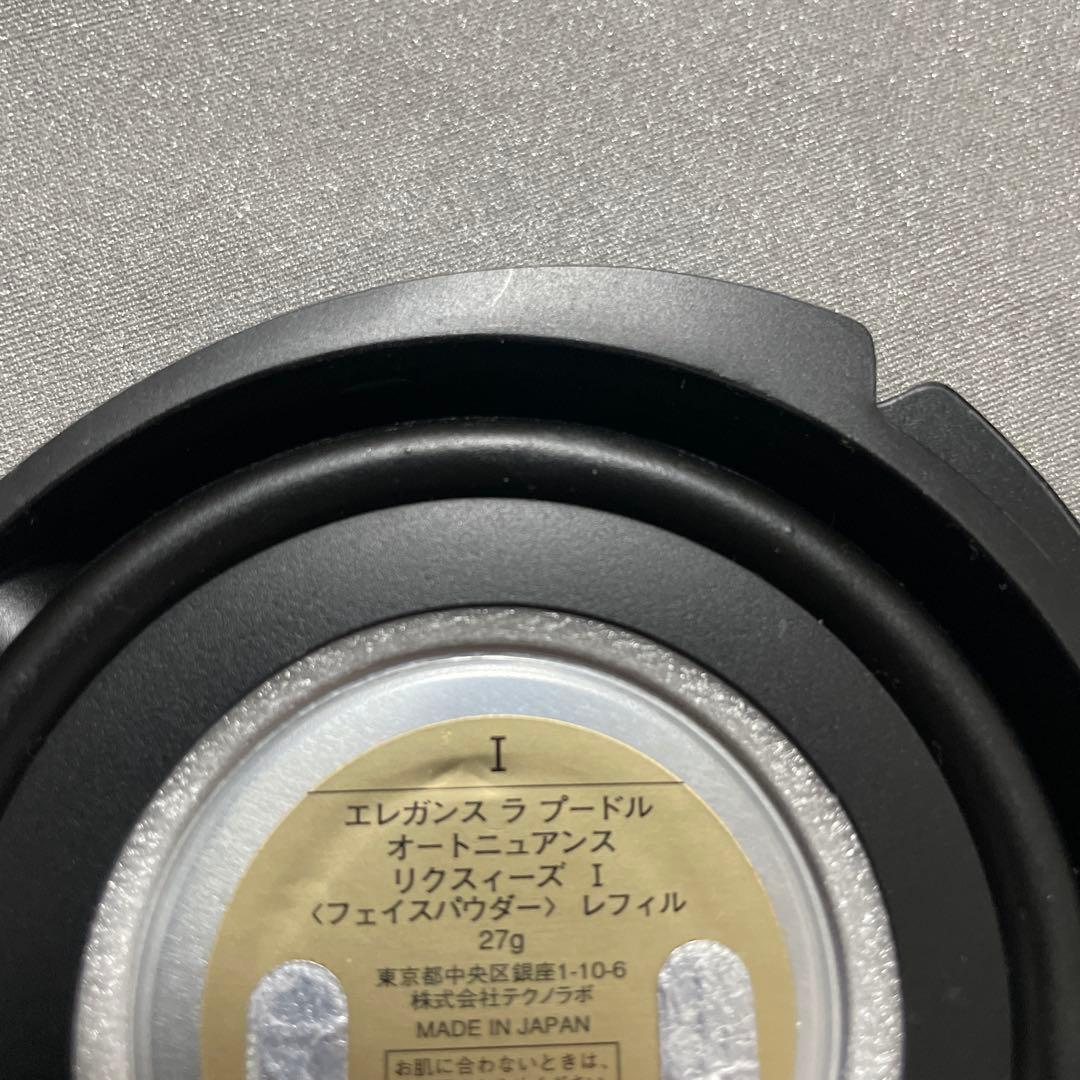 I
エレガンス ラ プードル
オートニュアンス
リクスィーズ I
〈フェイスパウダー〉 レフィル
27g
東京都中央区銀座1-10-6
株式会社テクノラボ
MADE IN JAPAN
お肌に合わないときは、